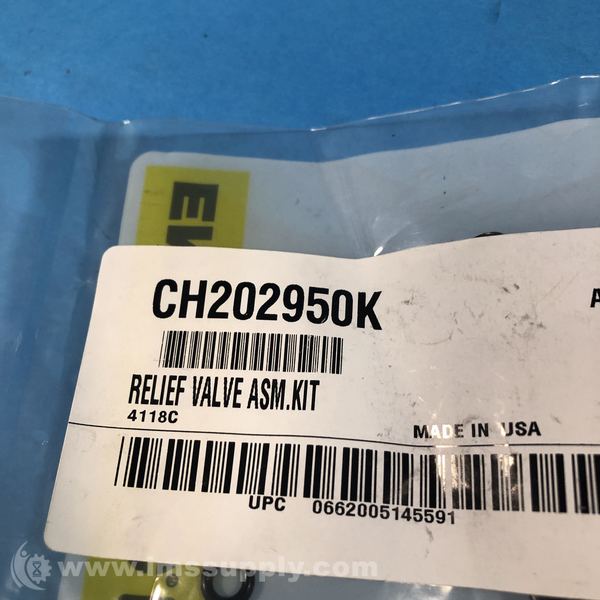 CH202950K
RELIEF VALVE ASM.KIT
4118C
MADE IN USA
UPC 0662005145591
www.imssupply.com